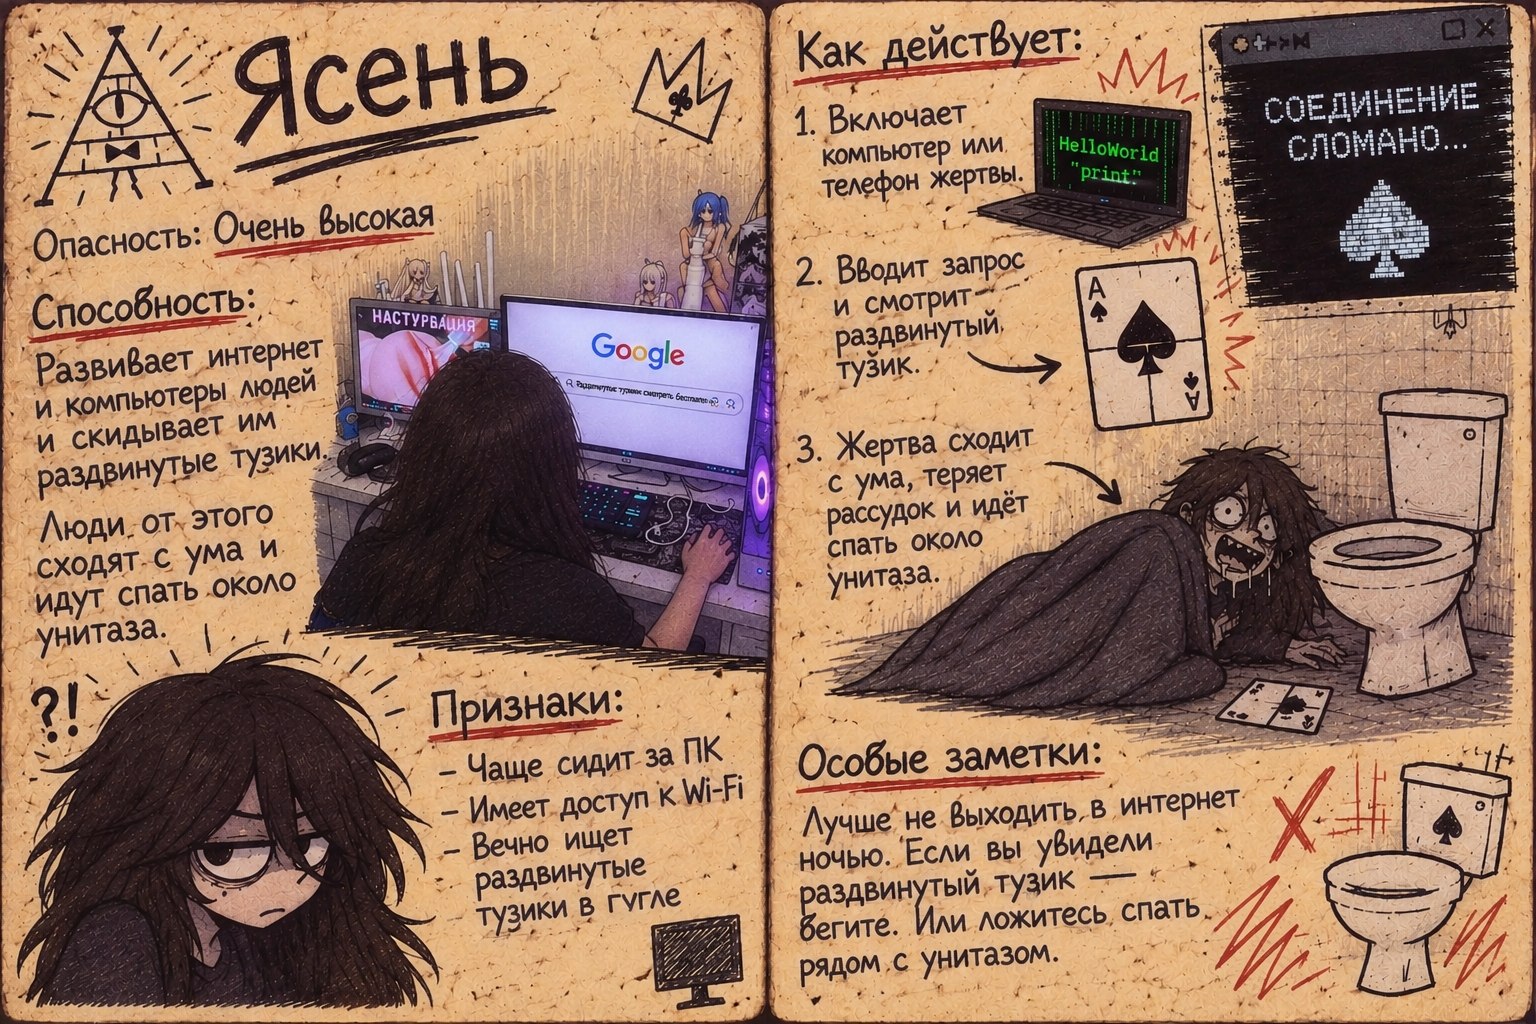 Ясень
Опасность: Очень высокая
Способность:
Развивает интернет
и компьютеры людей
и скидывает им
раздвинутые тузики.
Люди от этого
сходят с ума и
идут спать около
унитаза.
НАСТУРБАЦИЯ
Google
Раздвинутые тузики смотреть бесплатно
?!
Признаки:
– Чаще сидит за ПК
– Имеет доступ к Wi-Fi
– Вечно ищет
раздвинутые
тузики в гугле
Как действует:
1. Включает
компьютер или
телефон жертвы.
HelloWorld
"print"
СОЕДИНЕНИЕ
СЛОМАНО...
2. Вводит запрос
и смотрит
раздвинутый
тузик.
A
3. Жертва сходит
с ума, теряет
рассудок и идёт
спать около
унитаза.
Особые заметки:
Лучше не выходить в интернет
ночью. Если вы увидели
раздвинутый тузик —
бегите. Или ложитесь спать
рядом с унитазом.